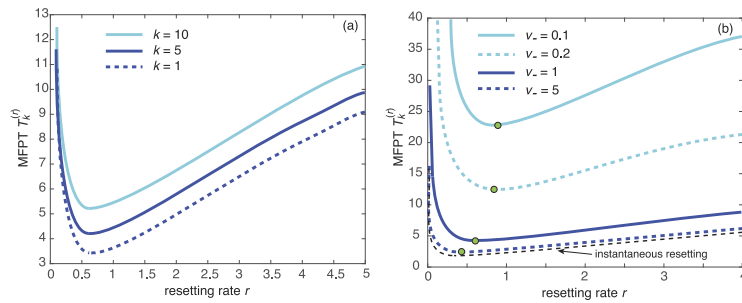 (a)
13
12
11
10
9
8
7
6
5
4
3
MFPT T_k^(r)
k = 10
k = 5
k = 1
0 0.5 1 1.5 2 2.5 3 3.5 4 4.5 5
resetting rate r
(b)
40
35
30
25
20
15
10
5
0
MFPT T_k^(r)
v_- = 0.1
v_- = 0.2
v_- = 1
v_- = 5
instantaneous resetting
0 1 2 3 4
resetting rate r